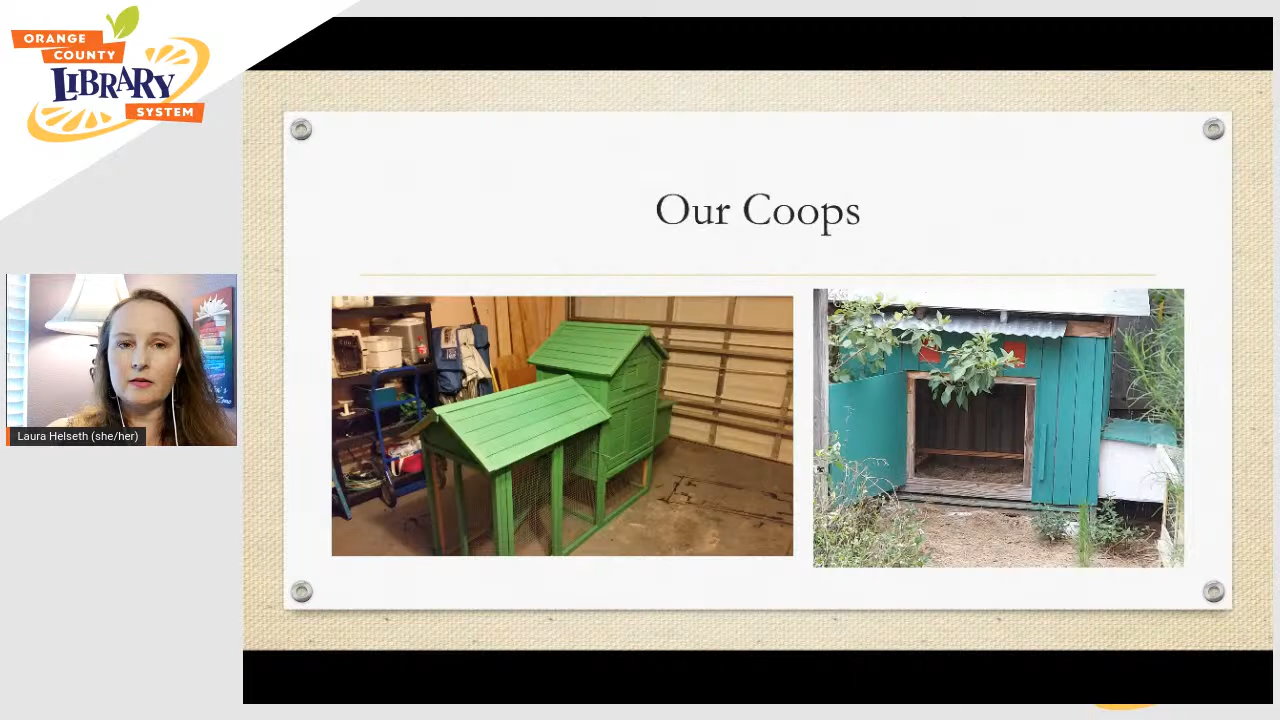 ORANGE
COUNTY
LIBRARY
SYSTEM
Our Coops
Laura Helseth (she/her)